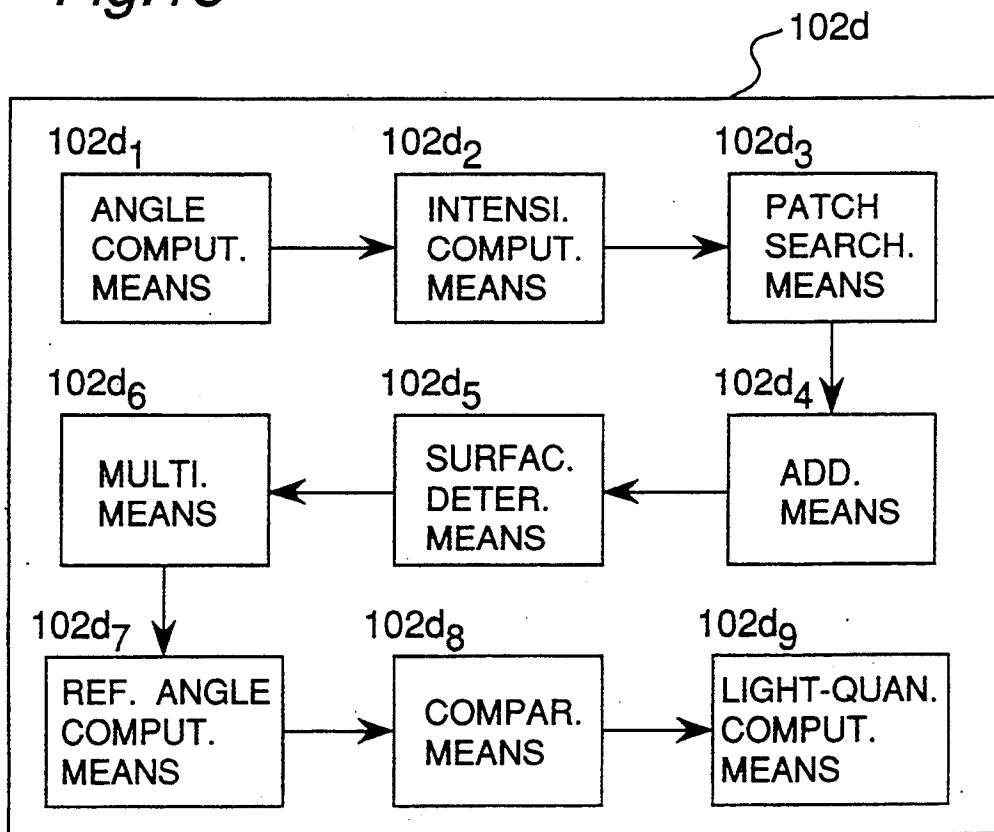 102d
102d1 102d2 102d3
ANGLE
COMPUT.
MEANS
INTENSI.
COMPUT.
MEANS
PATCH
SEARCH.
MEANS
102d6 102d5 102d4
MULTI.
MEANS
SURFAC.
DETER.
MEANS
ADD.
MEANS
102d7 102d8 102d9
REF. ANGLE
COMPUT.
MEANS
COMPAR.
MEANS
LIGHT-QUAN.
COMPUT.
MEANS